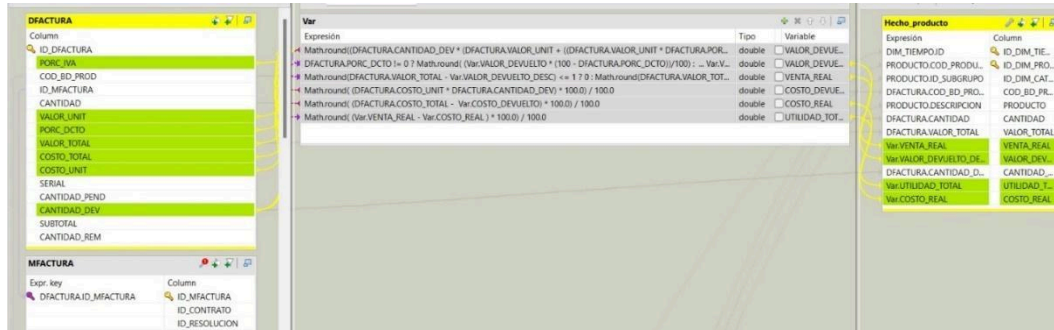 DFACTURA
Column
ID_DFACTURA
PORC_IVA
COD_BD_PROD
ID_MFACTURA
CANTIDAD
VALOR_UNIT
PORC_DCTO
VALOR_TOTAL
COSTO_TOTAL
COSTO_UNIT
SERIAL
CANTIDAD_PEND
CANTIDAD_DEV
SUBTOTAL
CANTIDAD_REM
MFACTURA
Expr. key Column
DFACTURA.ID_MFACTURA ID_MFACTURA
ID_CONTRATO
ID_RESOLUCION
Var
Expresión Tipo Variable
Math.round((DFACTURA.CANTIDAD_DEV * (DFACTURA.VALOR_UNIT + ((DFACTURA.VALOR_UNIT * DFACTURA.POR... double VALOR_DEVUE...
DFACTURA.PORC_DCTO != 0 ? Math.round( (Var.VALOR_DEVUELTO * (100 - DFACTURA.PORC_DCTO))/100) : ... Var.V... double VALOR_DEVUE...
Math.round(DFACTURA.VALOR_TOTAL - Var.VALOR_DEVUELTO_DESC) <= 1 ? 0 : Math.round(DFACTURA.VALOR_TOT... double VENTA_REAL
Math.round( (DFACTURA.COSTO_UNIT * DFACTURA.CANTIDAD_DEV) * 100.0) / 100.0 double COSTO_DEVUE...
Math.round( (DFACTURA.COSTO_TOTAL - Var.COSTO_DEVUELTO) * 100.0) / 100.0 double COSTO_REAL
Math.round( (Var.VENTA_REAL - Var.COSTO_REAL ) * 100.0) / 100.0 double UTILIDAD_TOT...
Hecho_producto
Expresión Column
DIM_TIEMPO.ID ID_DIM_TIE...
PRODUCTO.COD_PRODU... ID_DIM_PRO...
PRODUCTO.ID_SUBGRUPO ID_DIM_CAT...
DFACTURA.COD_BD_PRO... COD_BD_PR...
PRODUCTO.DESCRIPCION PRODUCTO
DFACTURA.CANTIDAD CANTIDAD
DFACTURA.VALOR_TOTAL VALOR_TOTAL
Var.VENTA_REAL VENTA_REAL
Var.VALOR_DEVUELTO_DE... VALOR_DEV...
DFACTURA.CANTIDAD_D... CANTIDAD_...
Var.UTILIDAD_TOTAL UTILIDAD_T...
Var.COSTO_REAL COSTO_REAL